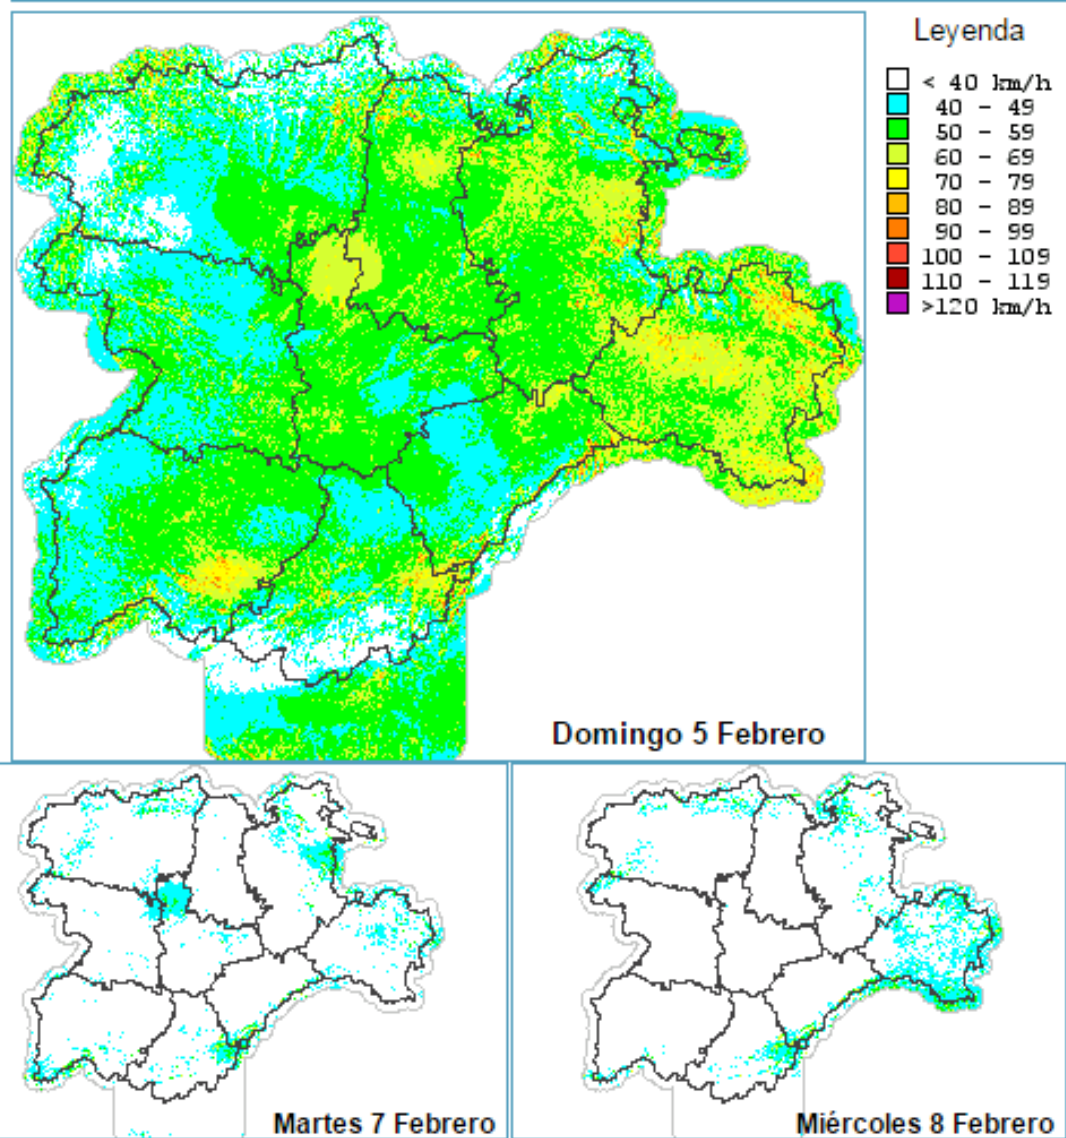 Leyenda
< 40 km/h
40 - 49
50 - 59
60 - 69
70 - 79
80 - 89
90 - 99
100 - 109
110 - 119
>120 km/h
Domingo 5 Febrero
Martes 7 Febrero
Miércoles 8 Febrero